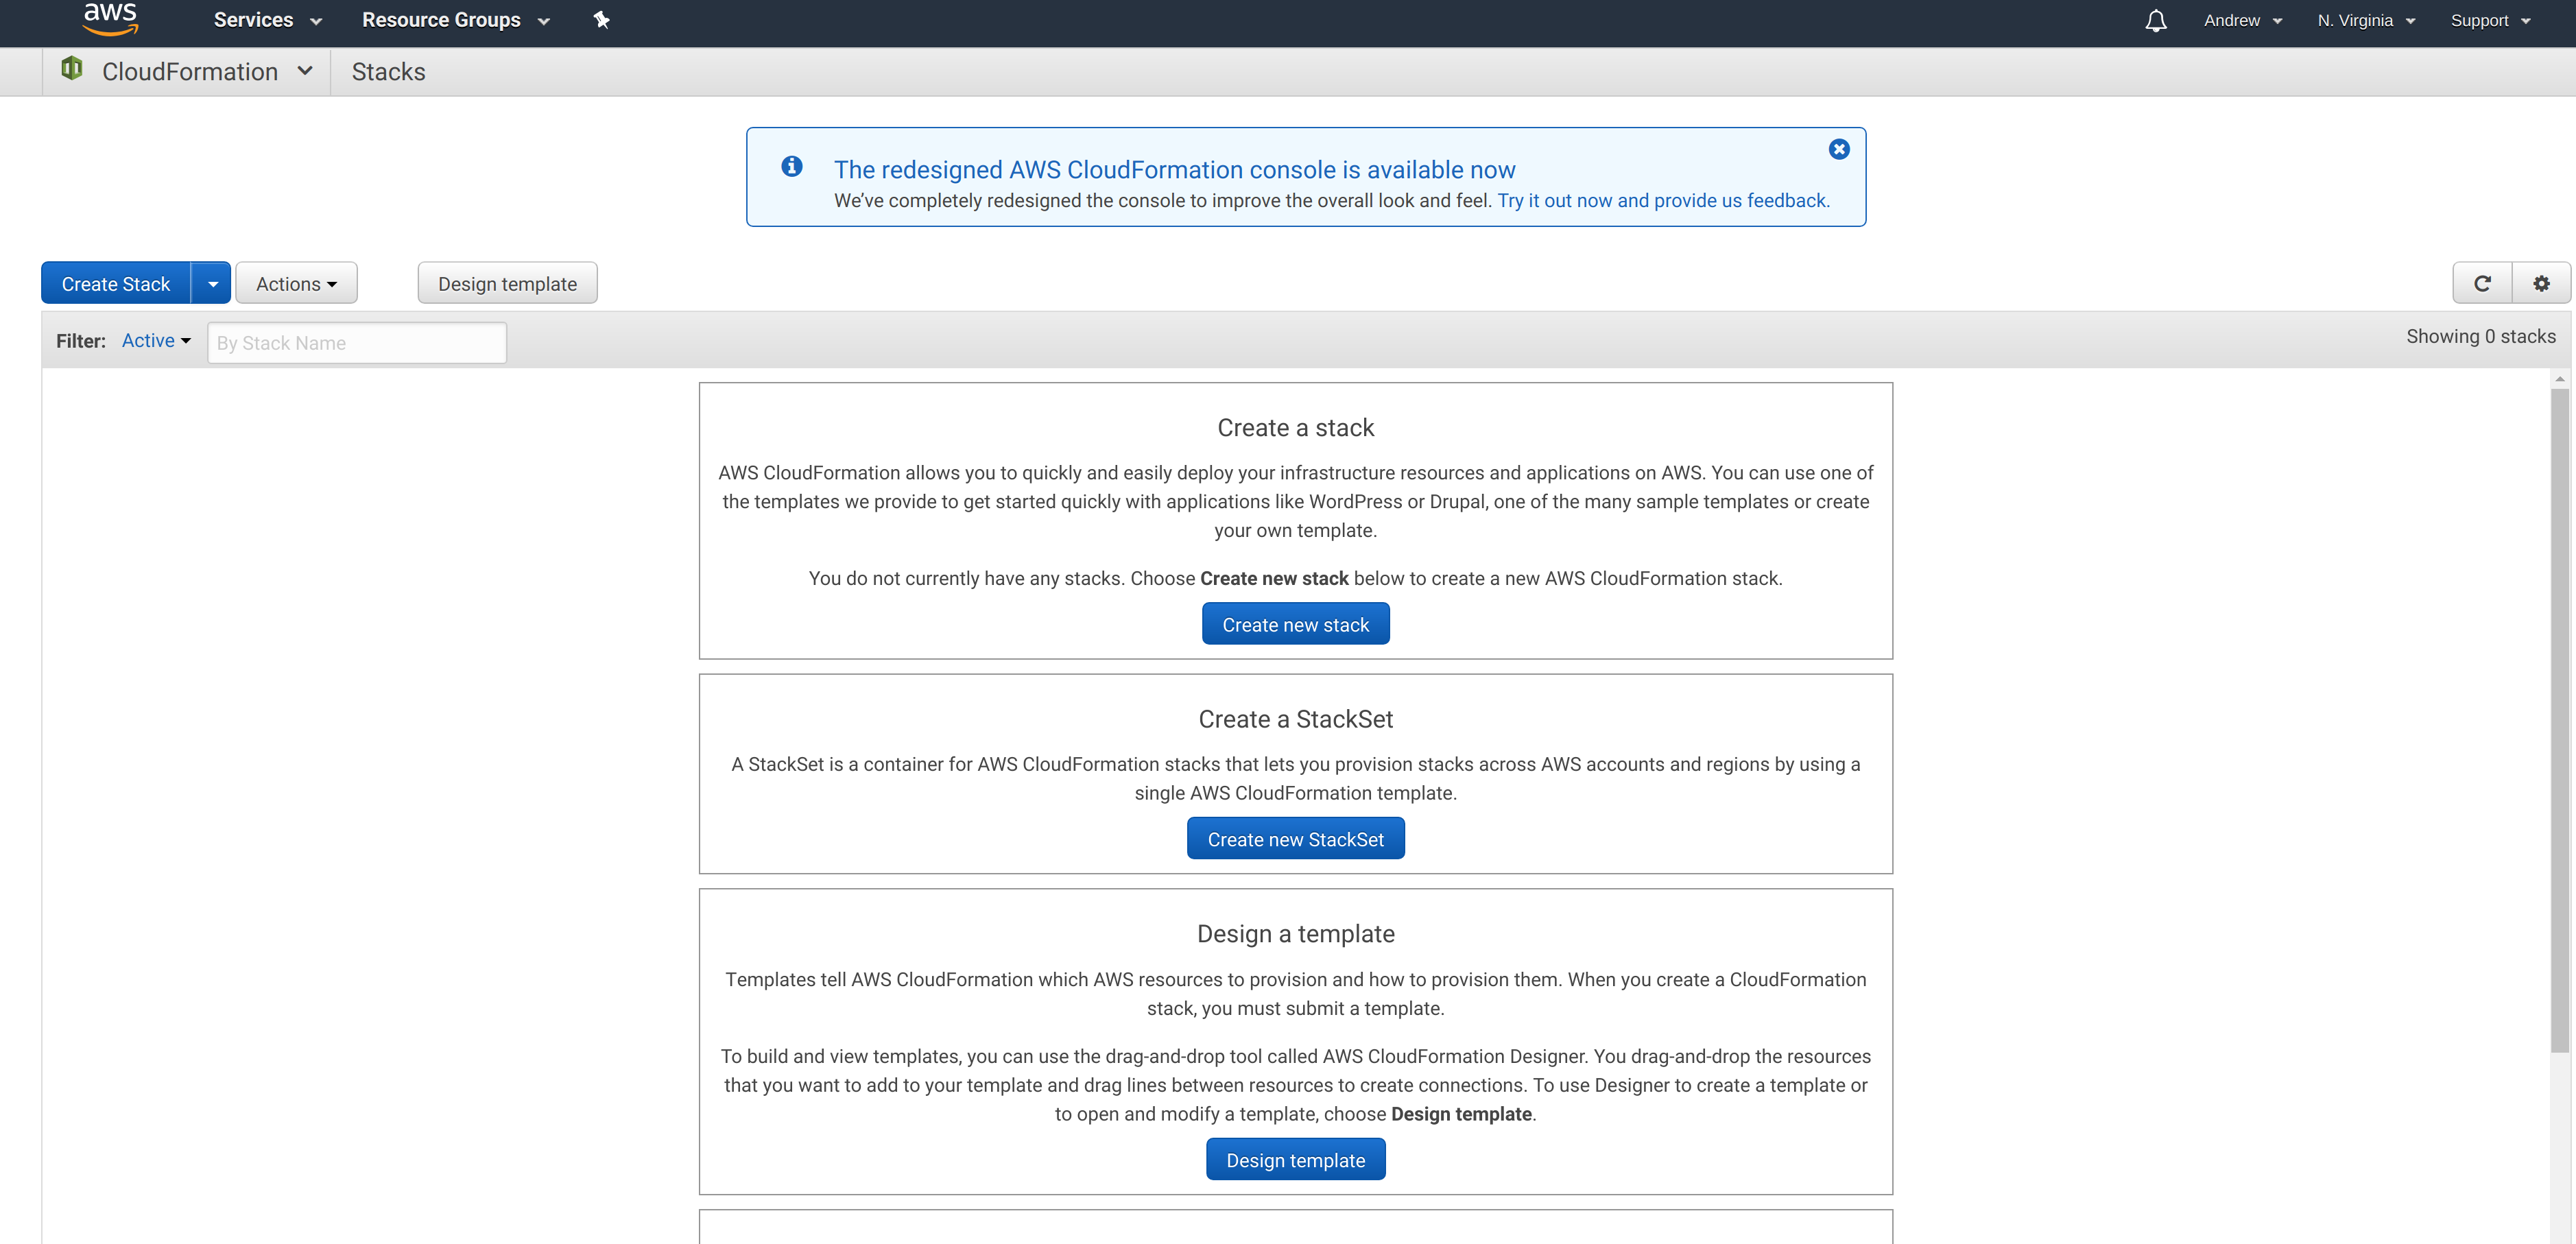 aws Services Resource Groups Andrew N. Virginia Support
CloudFormation Stacks
The redesigned AWS CloudFormation console is available now
We’ve completely redesigned the console to improve the overall look and feel. Try it out now and provide us feedback.
Create Stack Actions Design template
Filter: Active By Stack Name Showing 0 stacks
Create a stack
AWS CloudFormation allows you to quickly and easily deploy your infrastructure resources and applications on AWS. You can use one of
the templates we provide to get started quickly with applications like WordPress or Drupal, one of the many sample templates or create
your own template.
You do not currently have any stacks. Choose Create new stack below to create a new AWS CloudFormation stack.
Create new stack
Create a StackSet
A StackSet is a container for AWS CloudFormation stacks that lets you provision stacks across AWS accounts and regions by using a
single AWS CloudFormation template.
Create new StackSet
Design a template
Templates tell AWS CloudFormation which AWS resources to provision and how to provision them. When you create a CloudFormation
stack, you must submit a template.
To build and view templates, you can use the drag-and-drop tool called AWS CloudFormation Designer. You drag-and-drop the resources
that you want to add to your template and drag lines between resources to create connections. To use Designer to create a template or
to open and modify a template, choose Design template.
Design template